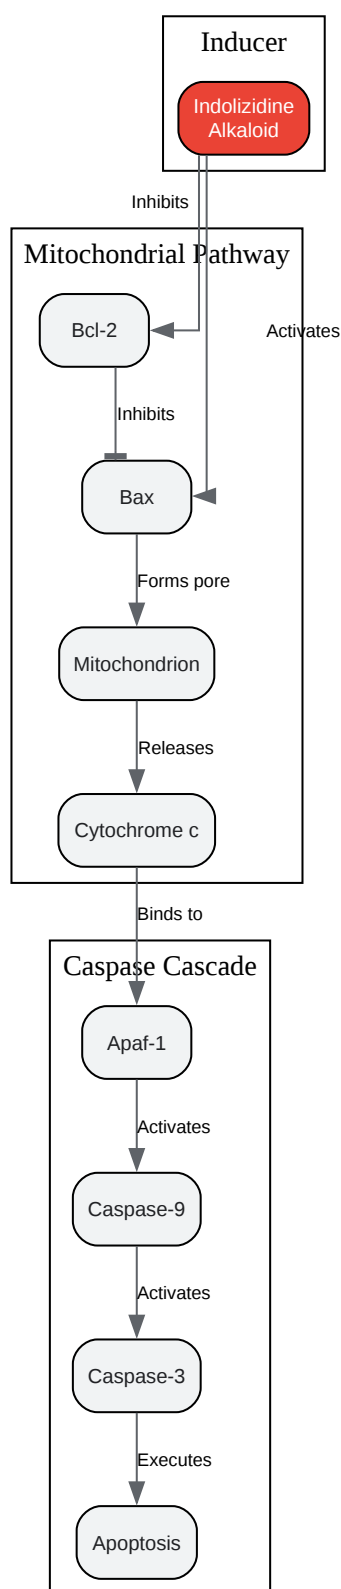 Inducer
Indolizidine
Alkaloid
Inhibits
Mitochondrial Pathway
Bcl-2
Activates
Inhibits
Bax
Forms pore
Mitochondrion
Releases
Cytochrome c
Binds to
Caspase Cascade
Apaf-1
Activates
Caspase-9
Activates
Caspase-3
Executes
Apoptosis